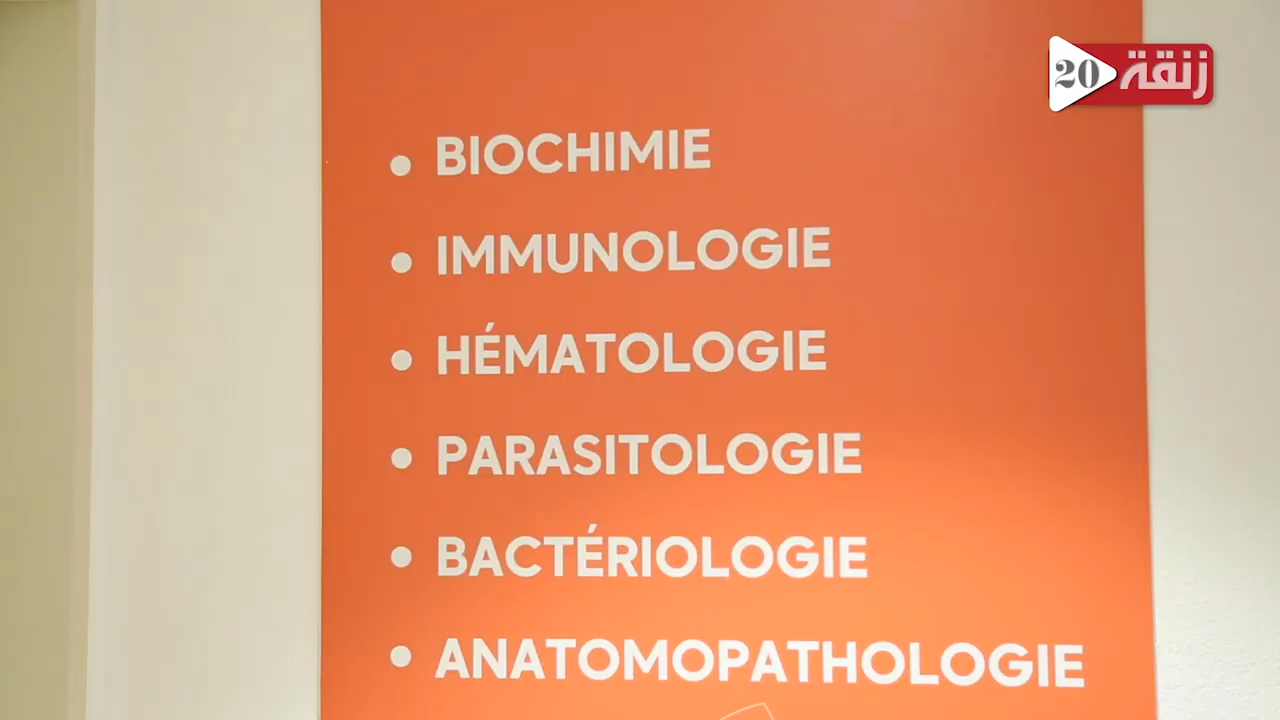 20 زنقة
• BIOCHIMIE
• IMMUNOLOGIE
• HÉMATOLOGIE
• PARASITOLOGIE
• BACTÉRIOLOGIE
• ANATOMOPATHOLOGIE